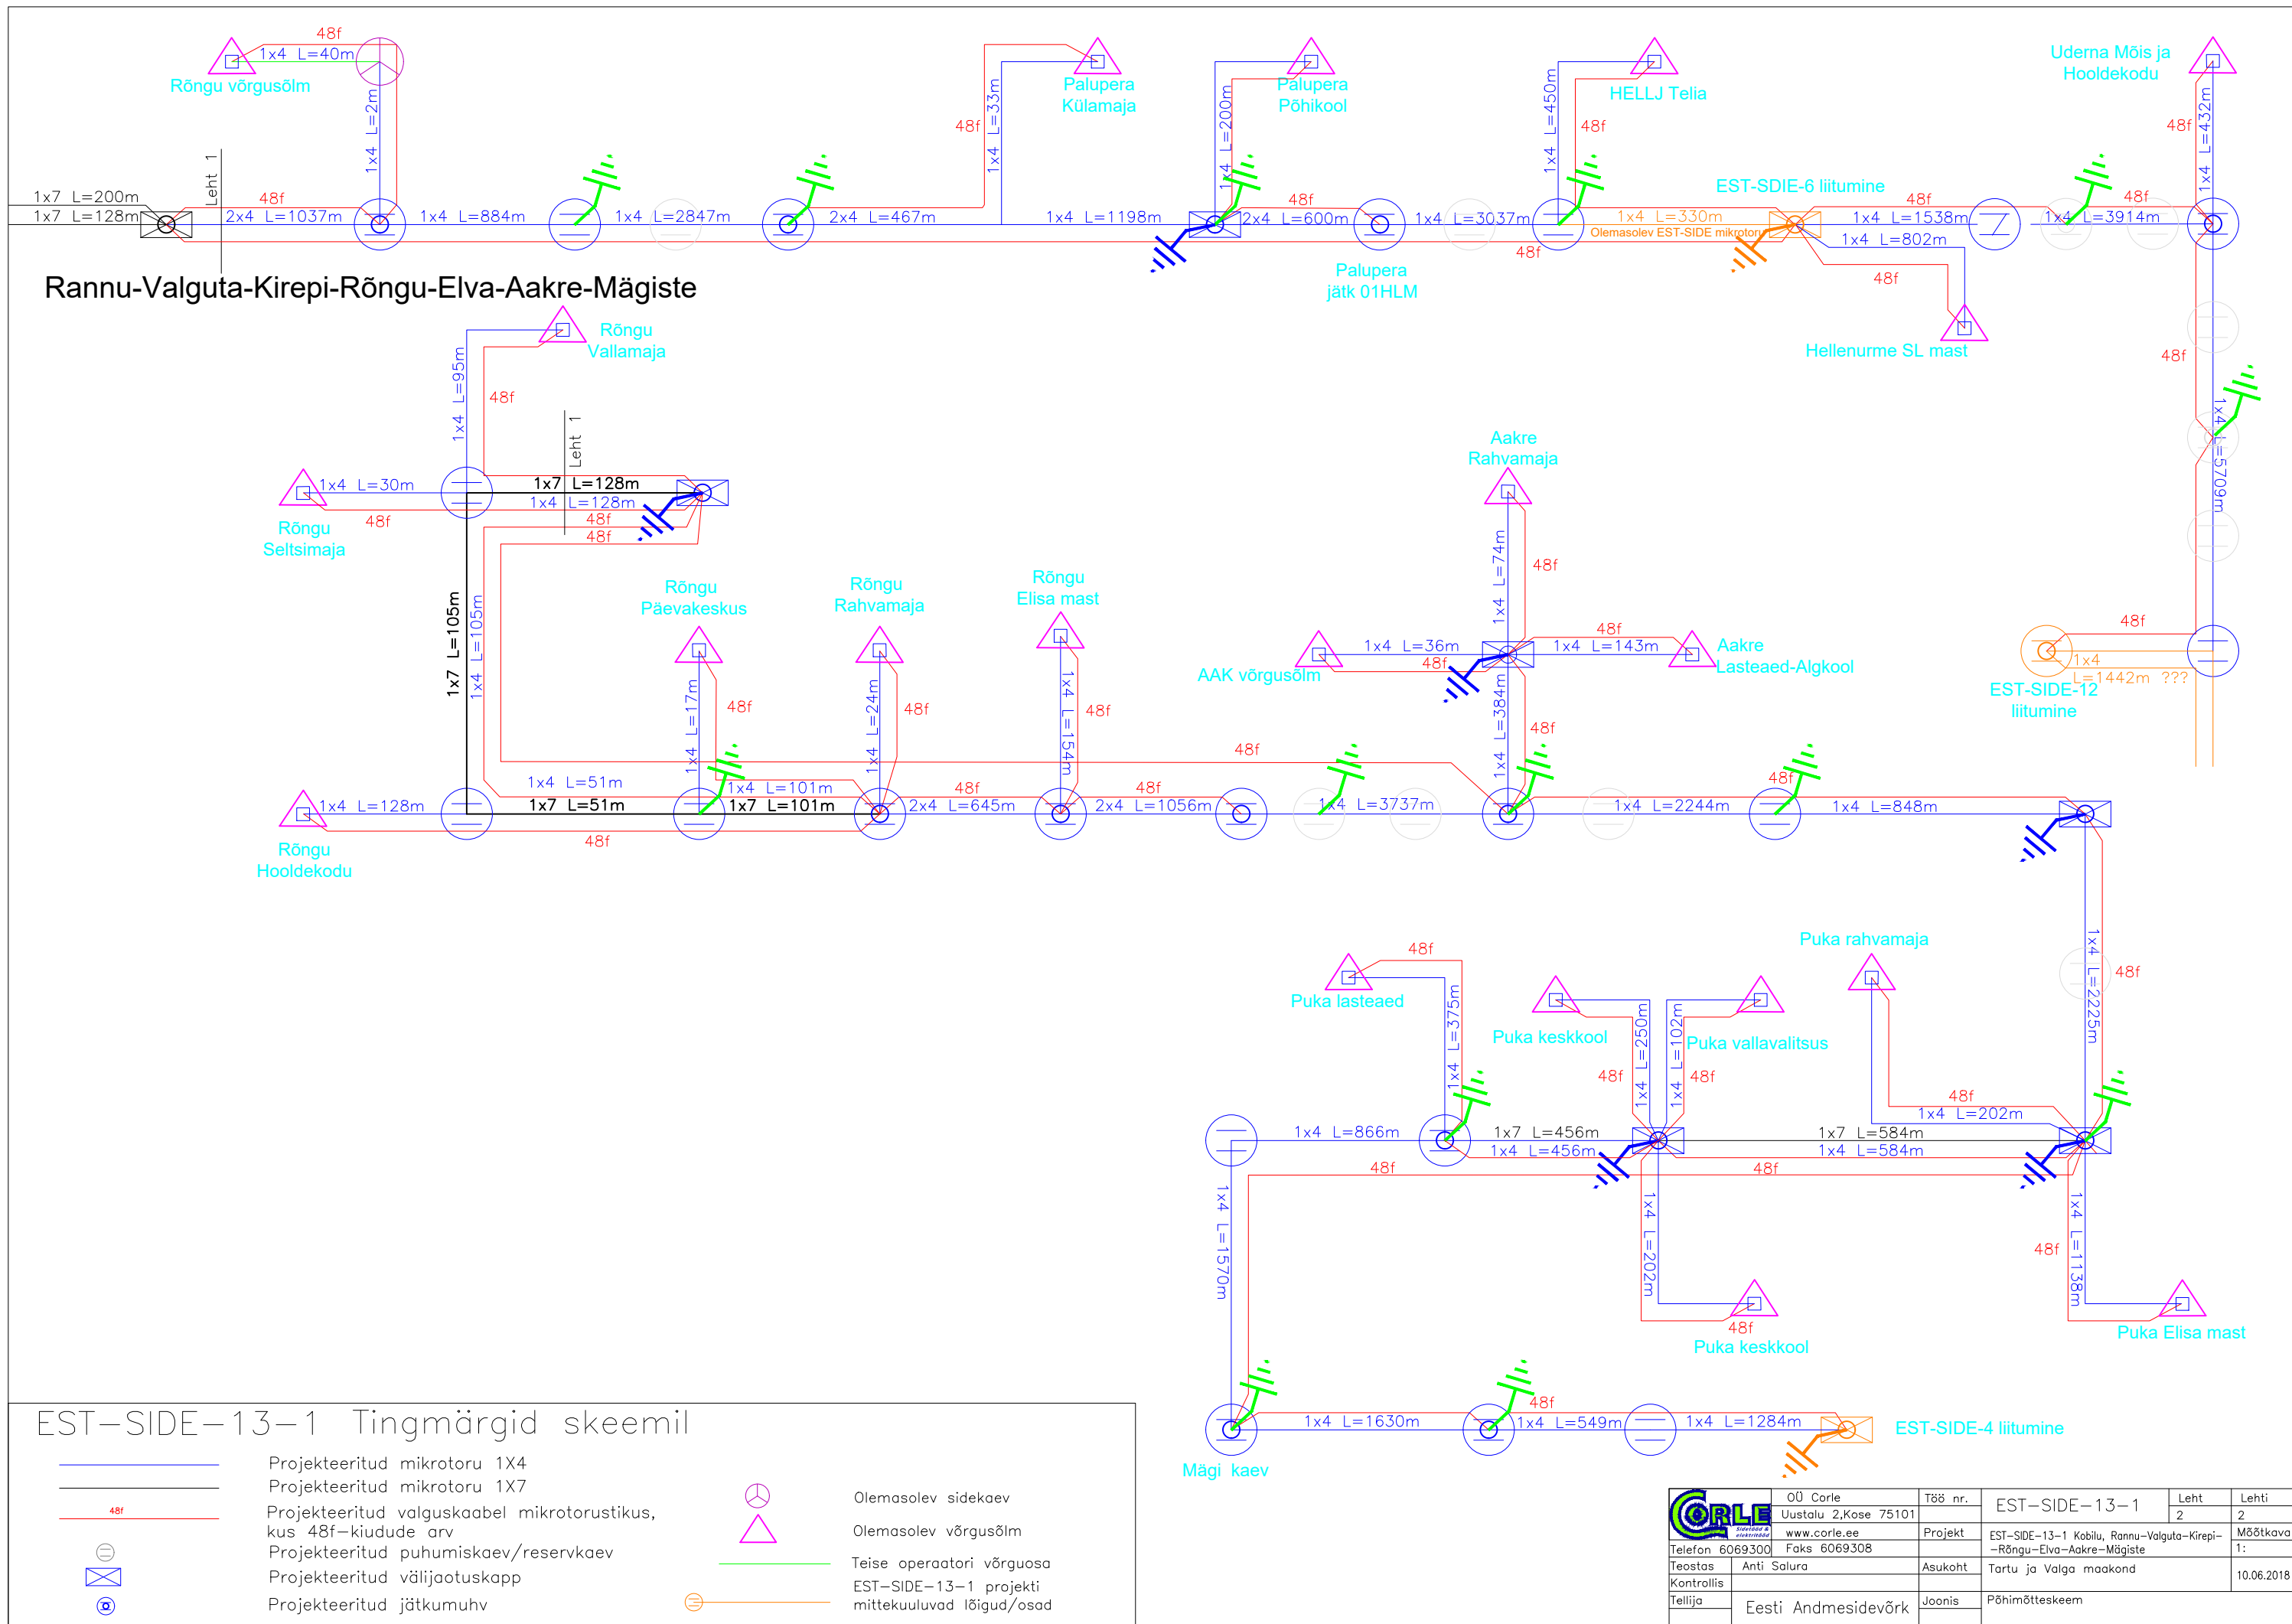 48f
1x4 L=40m
Rõngu võrgusõlm
1x4 L=2m
Leht 1
1x7 L=200m
1x7 L=128m
48f
2x4 L=1037m
1x4 L=884m
1x4 L=2847m
2x4 L=467m
48f
1x4 L=33m
Palupera
Külamaja
1x4 L=1198m
1x4 L=200m
48f
Palupera
Põhikool
48f
2x4 L=600m
Palupera
jätk 01HLM
1x4 L=3037m
1x4 L=450m
48f
HELLJ Telia
48f
EST-SDIE-6 liitumine
1x4 L=330m
Olemasolev EST-SIDE mikrotoru
48f
1x4 L=1538m
1x4 L=802m
48f
Hellenurme SL mast
48f
1x4 L=3914m
Uderna Mõis ja
Hooldekodu
48f
1x4 L=432m
48f
1x4 L=5709m
48f
1x4
L=1442m ???
EST-SIDE-12
liitumine
Rannu-Valguta-Kirepi-Rõngu-Elva-Aakre-Mägiste
Rõngu
Vallamaja
1x4 L=95m
48f
Leht 1
1x4 L=30m
48f
Rõngu
Seltsimaja
1x7 L=128m
1x4 L=128m
48f
48f
1x7 L=105m
1x4 L=105m
Rõngu
Päevakeskus
1x4 L=17m
48f
Rõngu
Rahvamaja
1x4 L=24m
48f
Rõngu
Elisa mast
1x4 L=154m
48f
Aakre
Rahvamaja
1x4 L=74m
48f
1x4 L=36m
48f
AAK võrgusõlm
48f
1x4 L=143m
Aakre
Lasteaed-Algkool
1x4 L=384m
48f
48f
1x4 L=128m
48f
Rõngu
Hooldekodu
1x4 L=51m
1x7 L=51m
1x4 L=101m
1x7 L=101m
48f
2x4 L=645m
48f
2x4 L=1056m
1x4 L=3737m
1x4 L=2244m
48f
1x4 L=848m
1x4 L=2225m
48f
Puka rahvamaja
48f
1x4 L=202m
48f
Puka lasteaed
1x4 L=375m
Puka keskkool
1x4 L=250m
48f
1x4 L=102m
48f
Puka vallavalitsus
1x4 L=866m
1x7 L=456m
1x4 L=456m
1x7 L=584m
1x4 L=584m
48f
48f
1x4 L=1570m
1x4 L=202m
48f
Puka keskkool
48f
1x4 L=1138m
Puka Elisa mast
1x4 L=1630m
1x4 L=549m
48f
1x4 L=1284m
EST-SIDE-4 liitumine
Mägi kaev
EST-SIDE-13-1 Tingmärgid skeemil
Projekteeritud mikrotoru 1X4
Projekteeritud mikrotoru 1X7
48f
Projekteeritud valguskaabel mikrotorustikus,
kus 48f-kiudude arv
Projekteeritud puhumiskaev/reservkaev
Projekteeritud välijaotuskapp
Projekteeritud jätkumuhv
Olemasolev sidekaev
Olemasolev võrgusõlm
Teise operaatori võrguosa
EST-SIDE-13-1 projekti
mittekuuluvad lõigud/osad
CORLE
Sidetööd &
elektritööd
OÜ Corle
Uustalu 2,Kose 75101
www.corle.ee
Telefon 6069300
Faks 6069308
Töö nr.
EST-SIDE-13-1
Leht
2
Lehti
2
Projekt
EST-SIDE-13-1 Kobilu, Rannu-Valguta-Kirepi-
-Rõngu-Elva-Aakre-Mägiste
Mõõtkava
1:
Teostas
Anti Salura
Asukoht
Tartu ja Valga maakond
10.06.2018
Kontrollis
Tellija
Eesti Andmesidevõrk
Joonis
Põhimõtteskeem